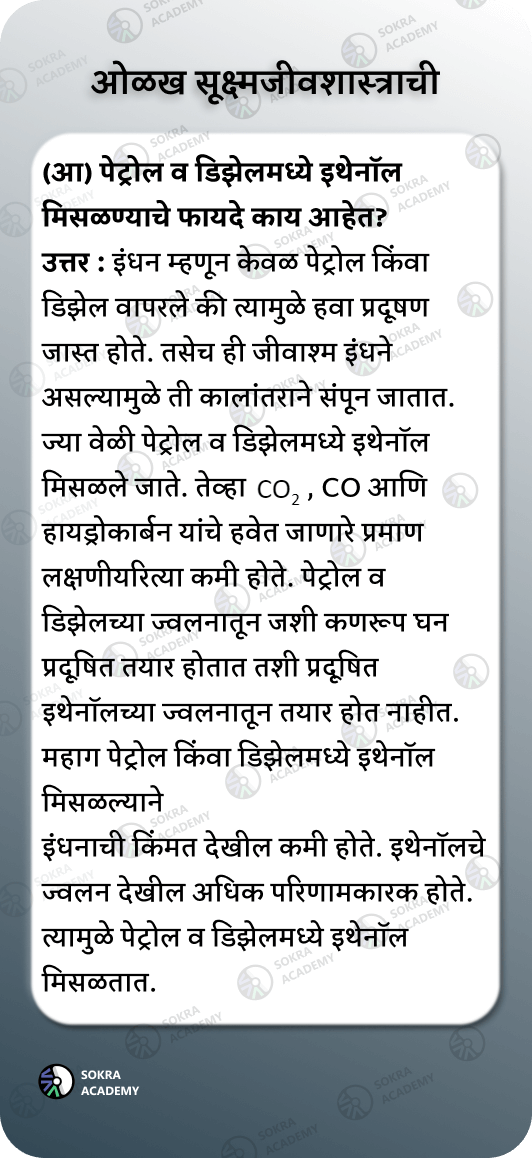 ओळख सूक्ष्मजीवशास्त्राची
(आ) पेट्रोल व डिझेलमध्ये इथेनॉल
मिसळण्याचे फायदे काय आहेत?
उत्तर : इंधन म्हणून केवळ पेट्रोल किंवा
डिझेल वापरले की त्यामुळे हवा प्रदूषण
जास्त होते. तसेच ही जीवाश्म इंधने
असल्यामुळे ती कालांतराने संपून जातात.
ज्या वेळी पेट्रोल व डिझेलमध्ये इथेनॉल
मिसळले जाते. तेव्हा CO₂ , CO आणि
हायड्रोकार्बन यांचे हवेत जाणारे प्रमाण
लक्षणीयरित्या कमी होते. पेट्रोल व
डिझेलच्या ज्वलनातून जशी कणरूप घन
प्रदूषित तयार होतात तशी प्रदूषित
इथेनॉलच्या ज्वलनातून तयार होत नाहीत.
महाग पेट्रोल किंवा डिझेलमध्ये इथेनॉल
मिसळल्याने
इंधनाची किंमत देखील कमी होते. इथेनॉलचे
ज्वलन देखील अधिक परिणामकारक होते.
त्यामुळे पेट्रोल व डिझेलमध्ये इथेनॉल
मिसळतात.
SOKRA
ACADEMY